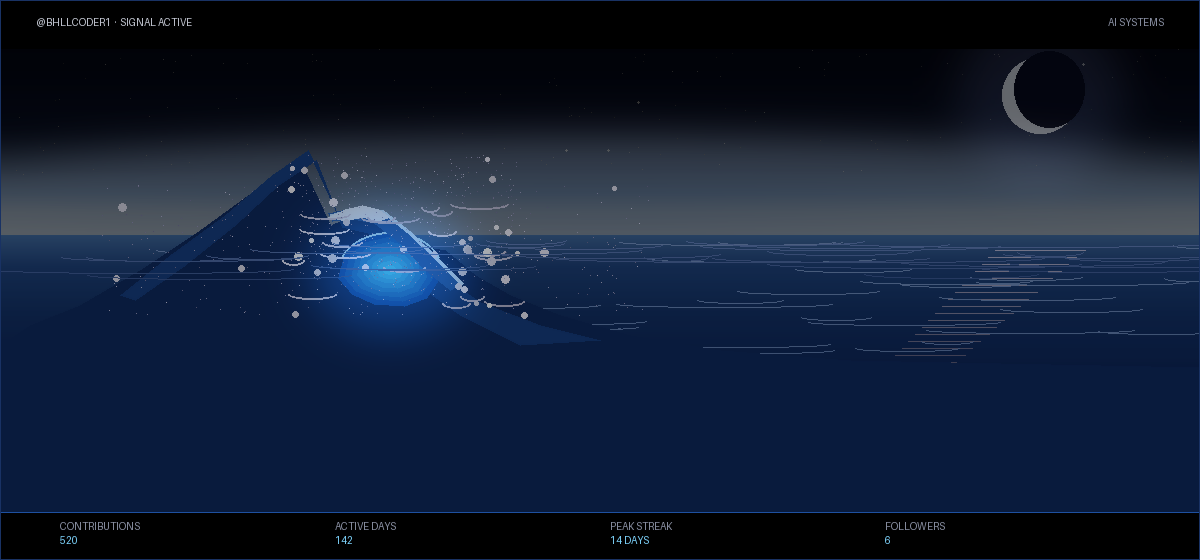 @BHLLCODER1 · SIGNAL ACTIVE
AI SYSTEMS
CONTRIBUTIONS
520
ACTIVE DAYS
142
PEAK STREAK
14 DAYS
FOLLOWERS
6